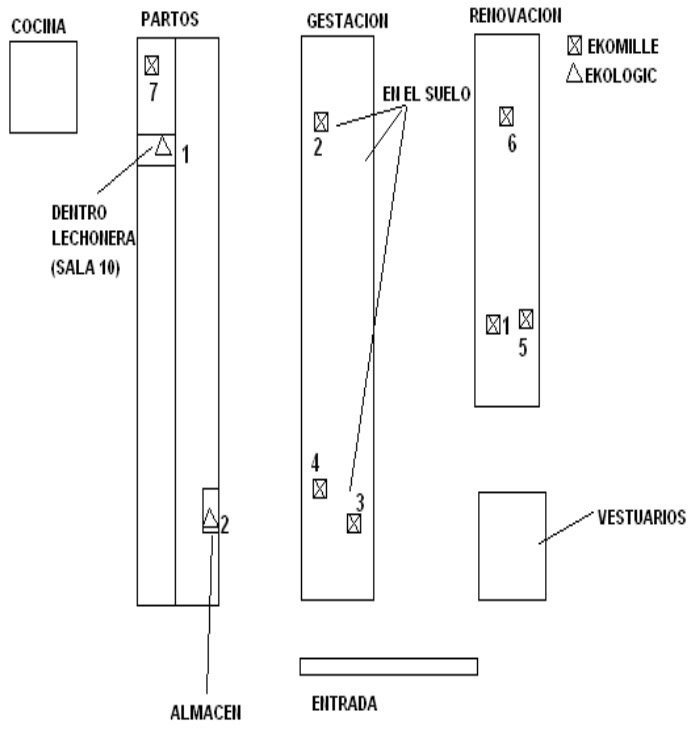 COCINA
PARTOS
GESTACION
RENOVACION
EKOMILLE
EKOLOGIC
7
EN EL SUELO
2
6
1
DENTRO
LECHONERA
(SALA 10)
1
5
4
3
2
VESTUARIOS
ALMACEN
ENTRADA